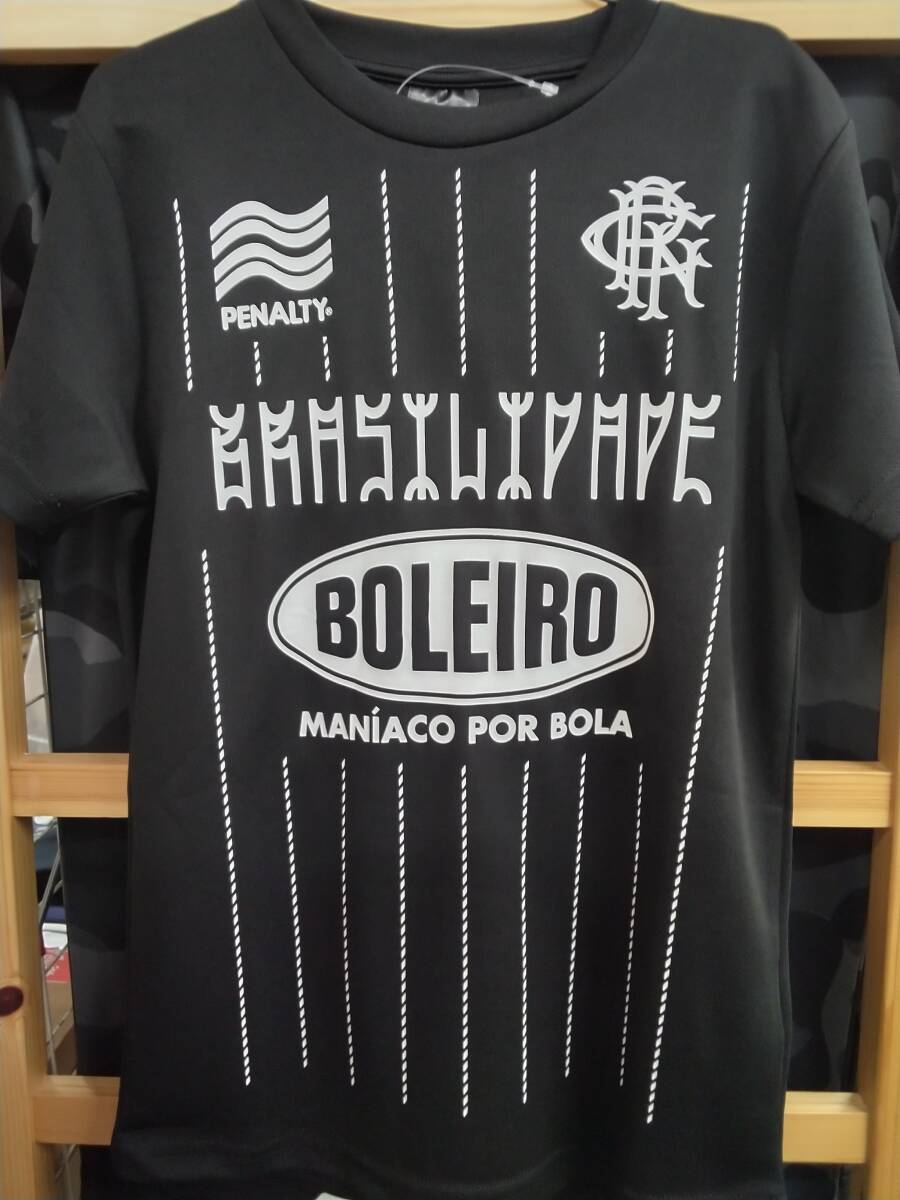 PENALTY®
BRASILIDADE
BOLEIRO
MANÍACO POR BOLA